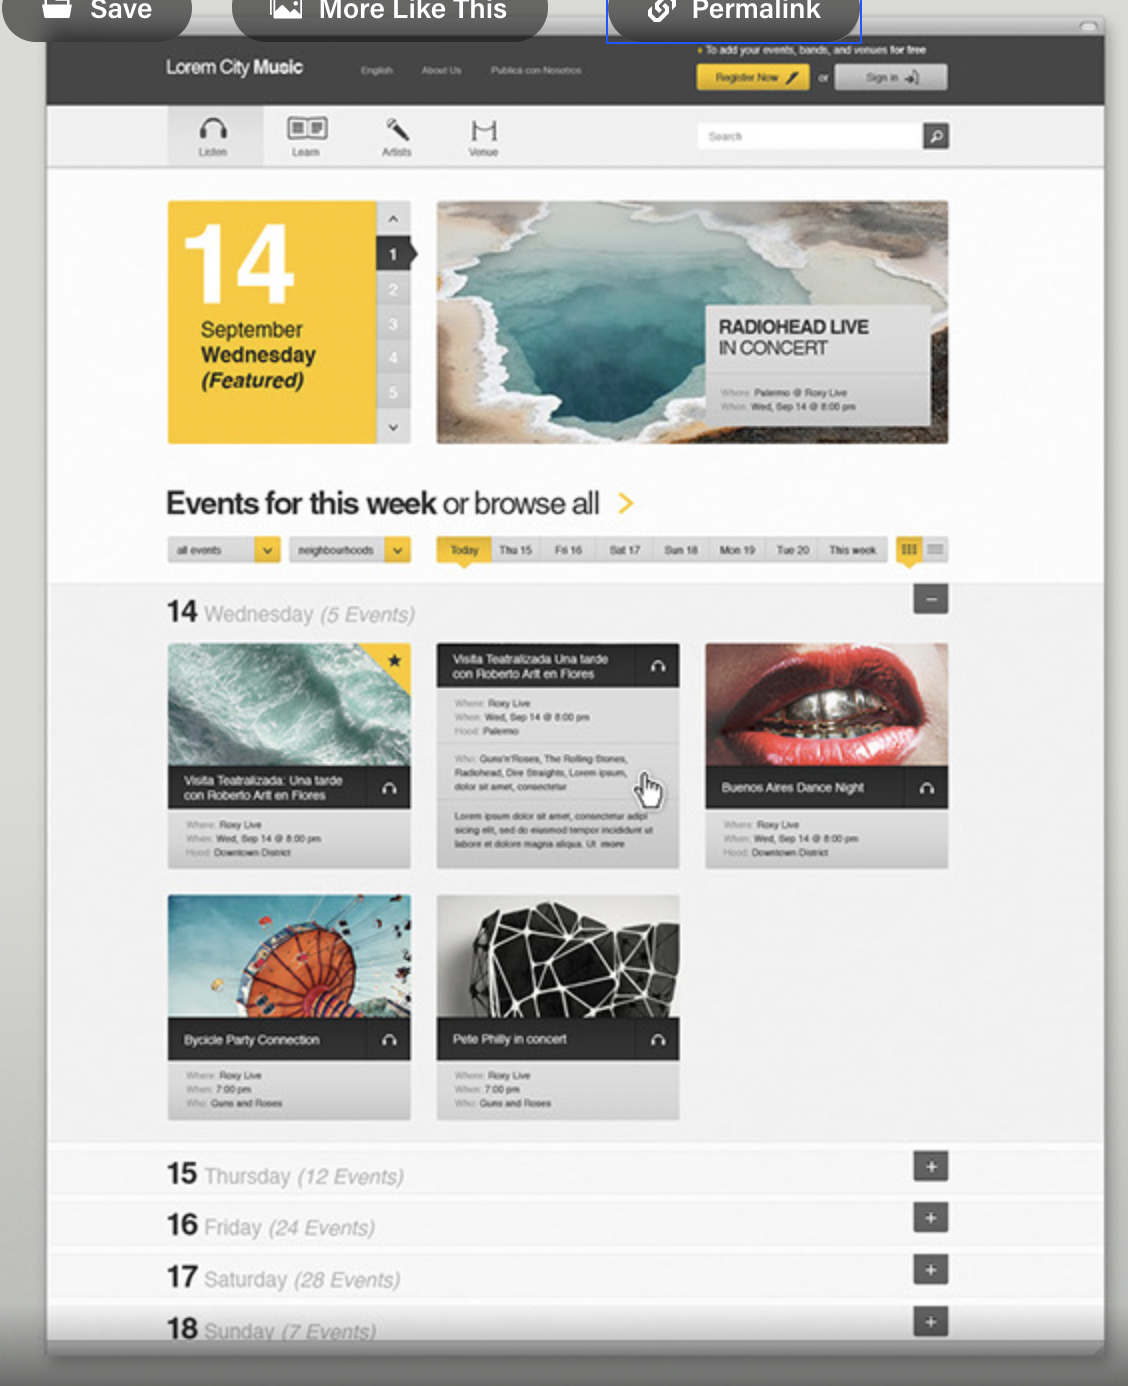 Save
More Like This
Permalink
+ To add your events, bands, and venues for free
Lorem City Music
English
About Us
Publicá con Nosotros
Register Now
or
Sign in
Listen
Learn
Artists
Venue
Search
14
September
Wednesday
(Featured)
1
2
3
4
5
RADIOHEAD LIVE
IN CONCERT
Where: Palermo @ Roxy Live
When: Wed, Sep 14 @ 8:00 pm
Events for this week or browse all >
all events
neighbourhoods
Today
Thu 15
Fri 16
Sat 17
Sun 18
Mon 19
Tue 20
This week
14 Wednesday (5 Events)
Visita Teatralizada: Una tarde
con Roberto Arlt en Flores
Where: Roxy Live
When: Wed, Sep 14 @ 8:00 pm
Hood: Downtown District
Visita Teatralizada Una tarde
con Roberto Arlt en Flores
Where: Roxy Live
When: Wed, Sep 14 @ 8:00 pm
Hood: Palermo
Who: Guns'n'Roses, The Rolling Stones,
Radiohead, Dire Straights, Lorem ipsum,
dolor sit amet, consectetur
Lorem ipsum dolor sit amet, consectetur adipi
sicing elit, sed do eiusmod tempor incididunt ut
labore et dolore magna aliqua. Ut more
Buenos Aires Dance Night
Where: Roxy Live
When: Wed, Sep 14 @ 8:00 pm
Hood: Downtown District
Bycicle Party Connection
Where: Roxy Live
When: 7:00 pm
Who: Guns and Roses
Pete Philly in concert
Where: Roxy Live
When: 7:00 pm
Who: Guns and Roses
15 Thursday (12 Events)
16 Friday (24 Events)
17 Saturday (28 Events)
18 Sunday (7 Events)